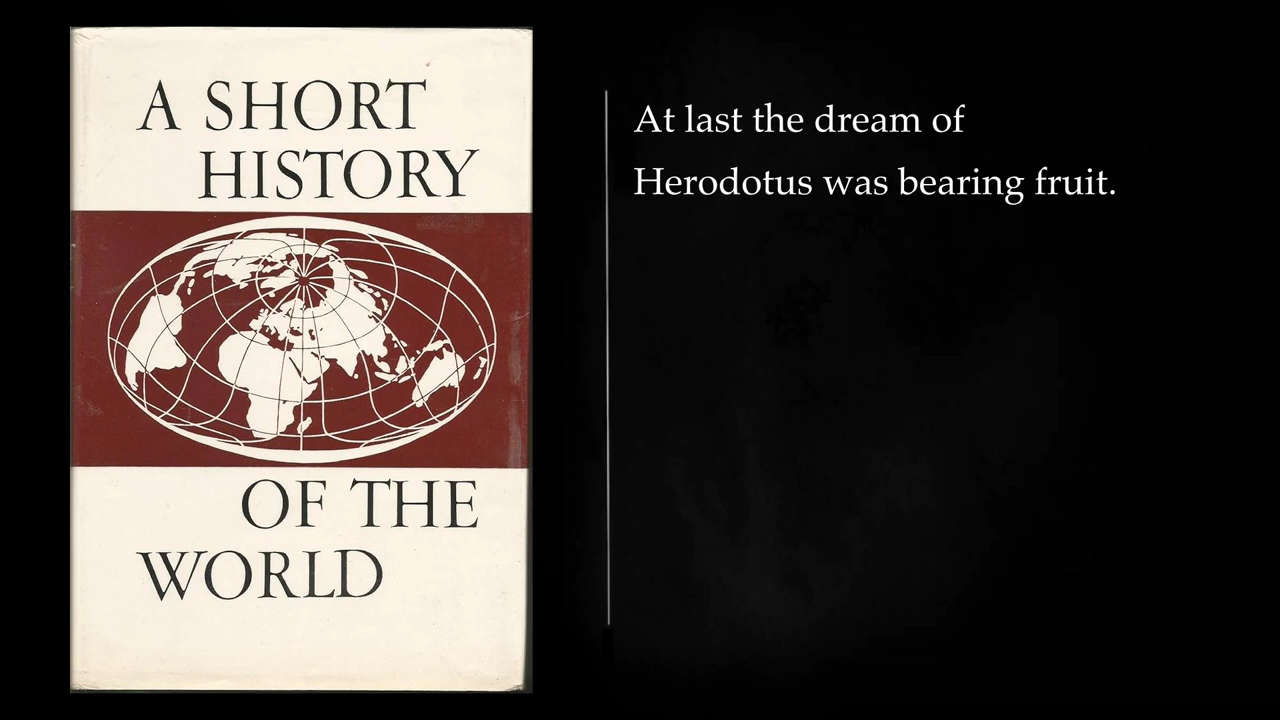 A SHORT
HISTORY
OF THE
WORLD
At last the dream of
Herodotus was bearing fruit.